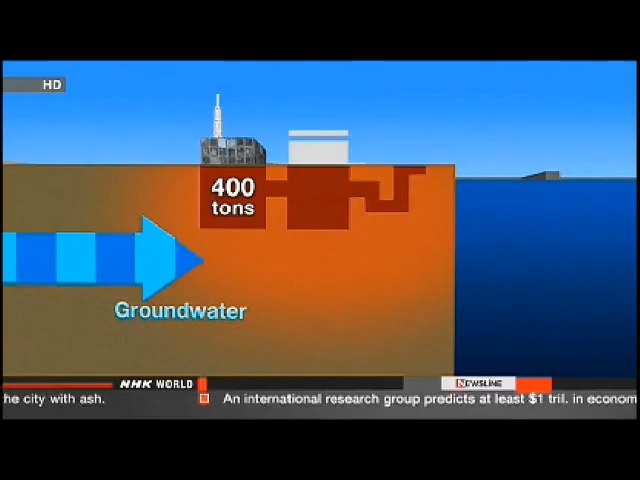 HD
400
tons
Groundwater
NHK WORLD
NEWSLINE
he city with ash.
An international research group predicts at least $1 tril. in econom